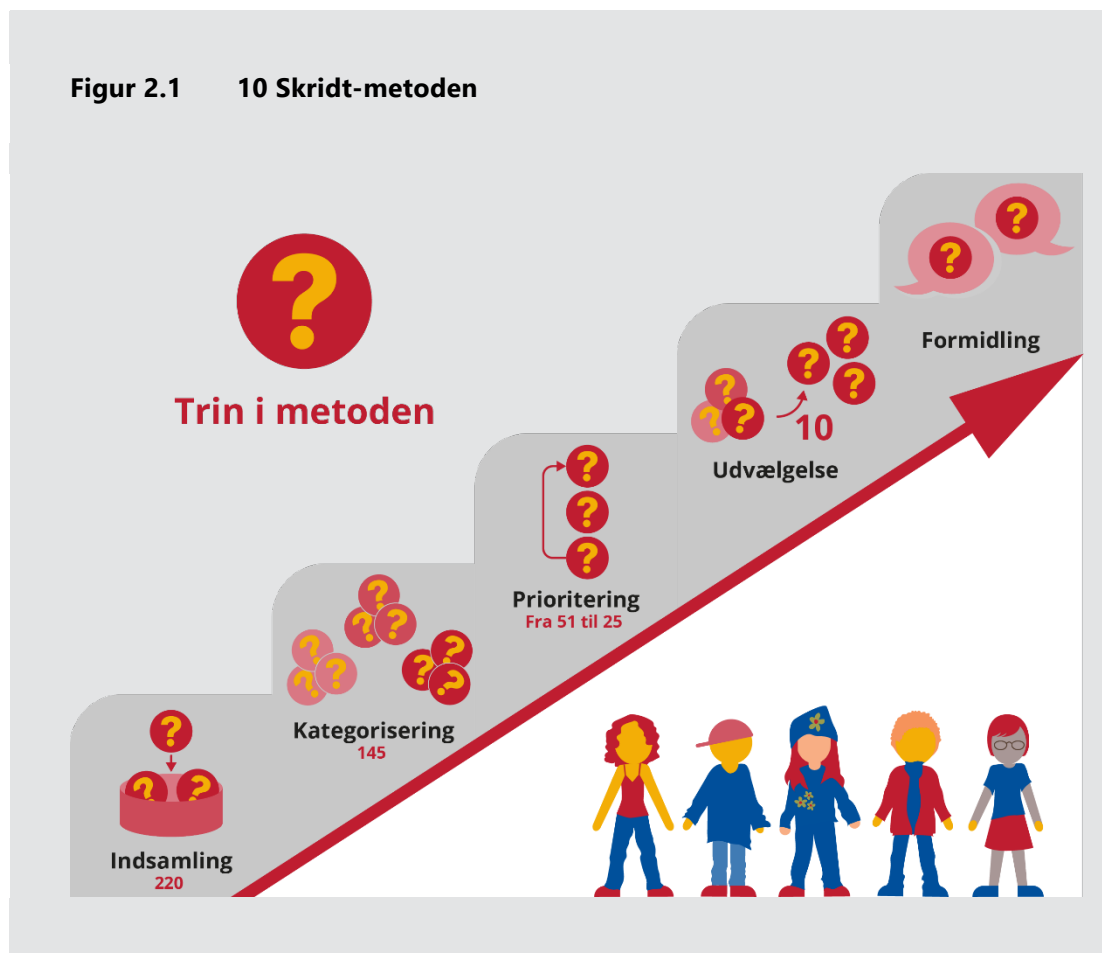 Figur 2.1 10 Skridt-metoden
?
Trin i metoden
Indsamling
220
Kategorisering
145
Prioritering
Fra 51 til 25
10
Udvælgelse
Formidling